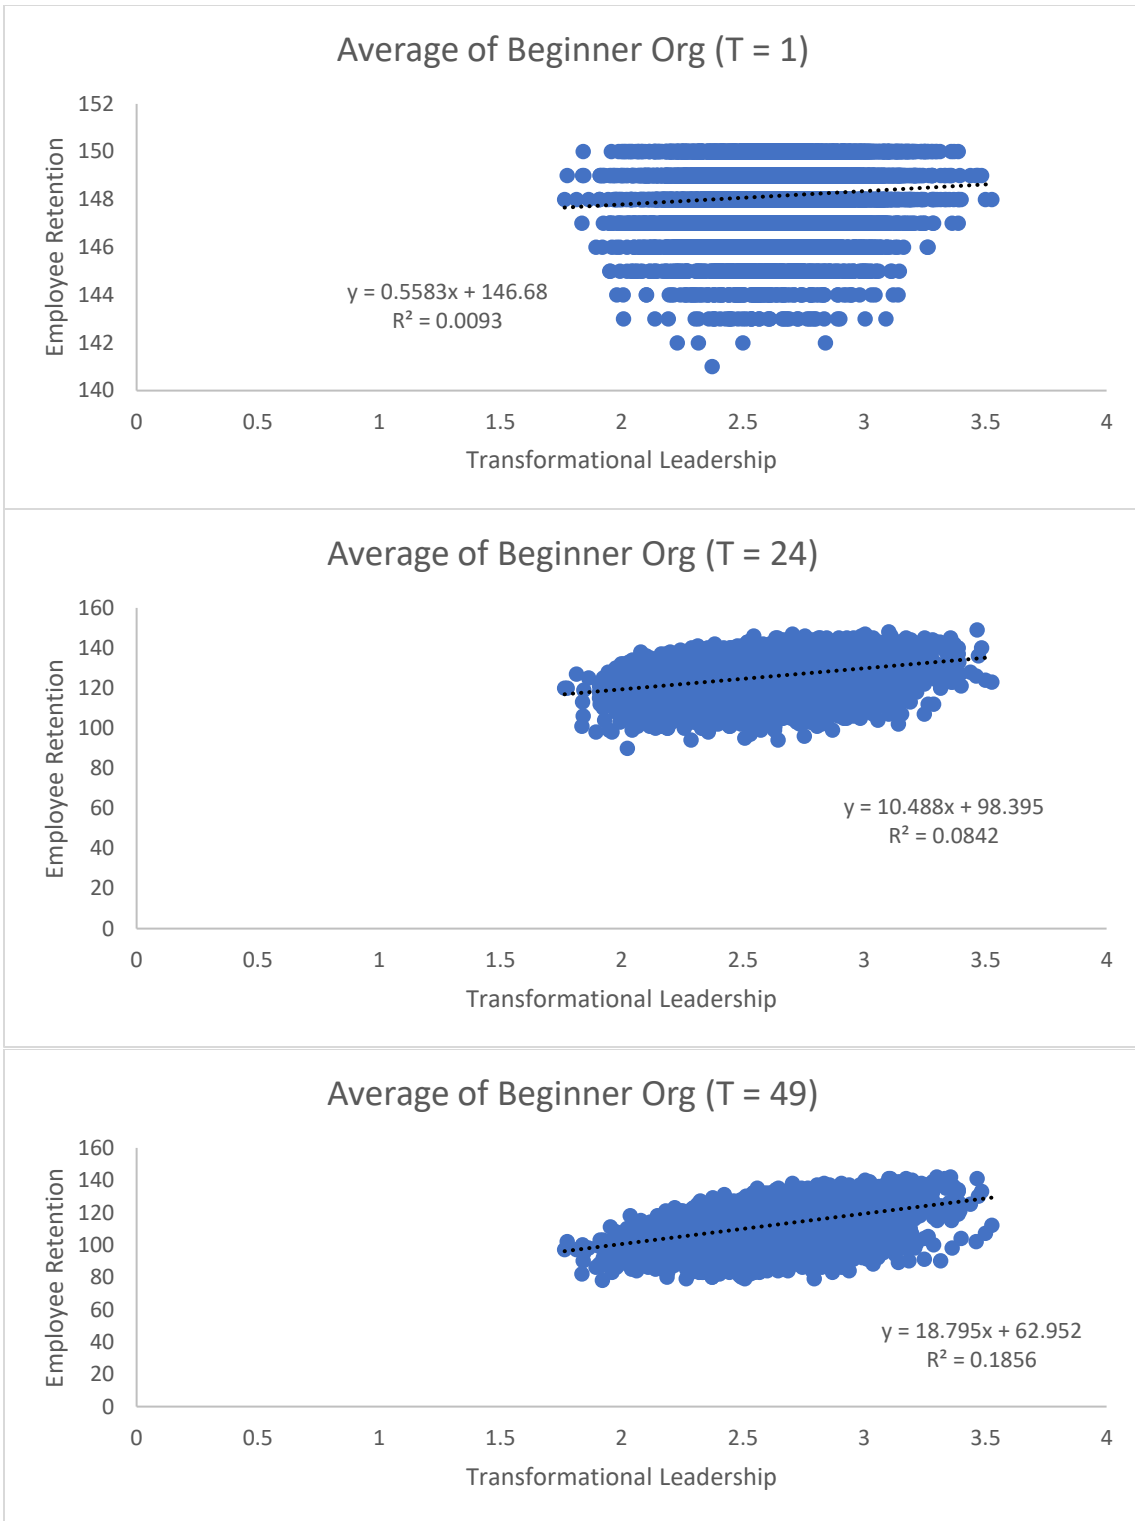 Average of Beginner Org (T = 1)
152
150
148
146
144
142
140
Employee Retention
y = 0.5583x + 146.68
R² = 0.0093
0 0.5 1 1.5 2 2.5 3 3.5 4
Transformational Leadership
Average of Beginner Org (T = 24)
160
140
120
100
80
60
40
20
0
Employee Retention
y = 10.488x + 98.395
R² = 0.0842
0 0.5 1 1.5 2 2.5 3 3.5 4
Transformational Leadership
Average of Beginner Org (T = 49)
160
140
120
100
80
60
40
20
0
Employee Retention
y = 18.795x + 62.952
R² = 0.1856
0 0.5 1 1.5 2 2.5 3 3.5 4
Transformational Leadership